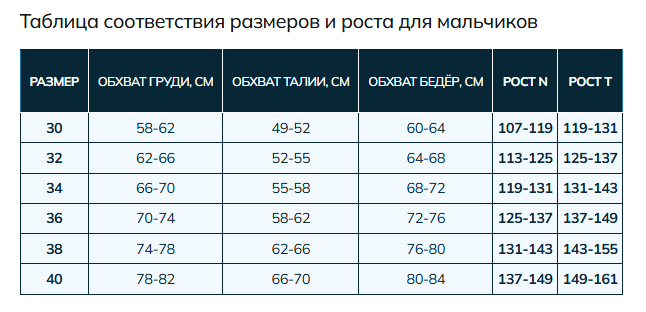 Таблица соответствия размеров и роста для мальчиков
РАЗМЕР ОБХВАТ ГРУДИ, СМ ОБХВАТ ТАЛИИ, СМ ОБХВАТ БЕДЁР, СМ РОСТ N РОСТ T
30 58-62 49-52 60-64 107-119 119-131
32 62-66 52-55 64-68 113-125 125-137
34 66-70 55-58 68-72 119-131 131-143
36 70-74 58-62 72-76 125-137 137-149
38 74-78 62-66 76-80 131-143 143-155
40 78-82 66-70 80-84 137-149 149-161